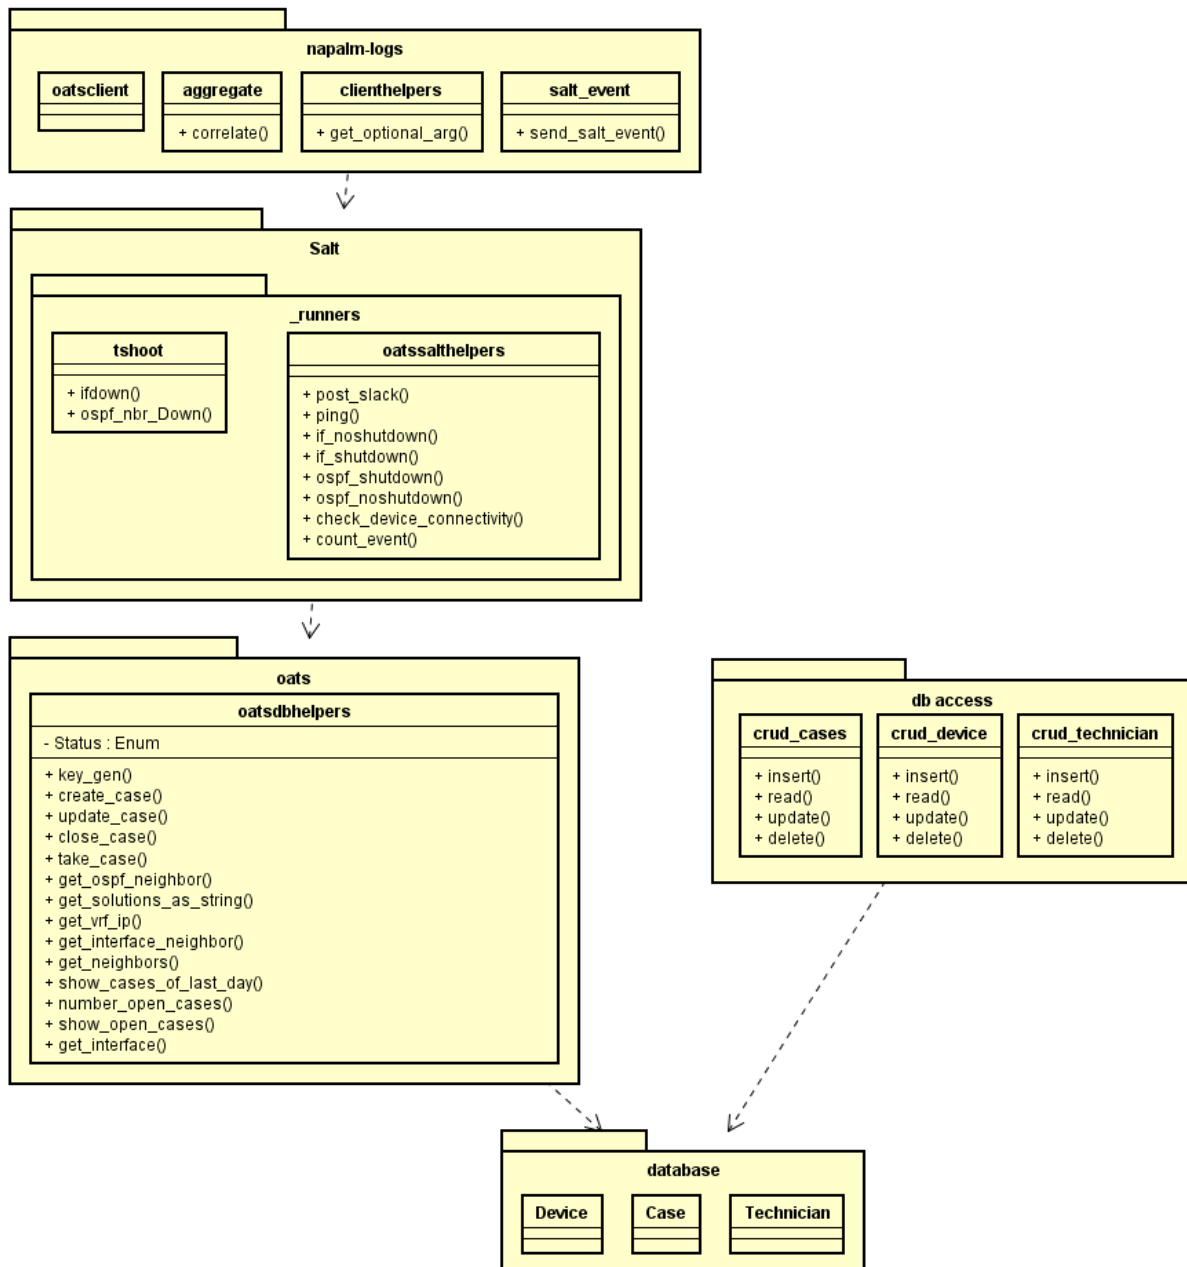 napalm-logs
oatsclient
aggregate
+ correlate()
clienthelpers
+ get_optional_arg()
salt_event
+ send_salt_event()
Salt
_runners
tshoot
+ ifdown()
+ ospf_nbr_Down()
oatssalthelpers
+ post_slack()
+ ping()
+ if_noshutdown()
+ if_shutdown()
+ ospf_shutdown()
+ ospf_noshutdown()
+ check_device_connectivity()
+ count_event()
oats
oatsdbhelpers
- Status : Enum
+ key_gen()
+ create_case()
+ update_case()
+ close_case()
+ take_case()
+ get_ospf_neighbor()
+ get_solutions_as_string()
+ get_vrf_ip()
+ get_interface_neighbor()
+ get_neighbors()
+ show_cases_of_last_day()
+ number_open_cases()
+ show_open_cases()
+ get_interface()
db access
crud_cases
+ insert()
+ read()
+ update()
+ delete()
crud_device
+ insert()
+ read()
+ update()
+ delete()
crud_technician
+ insert()
+ read()
+ update()
+ delete()
database
Device
Case
Technician